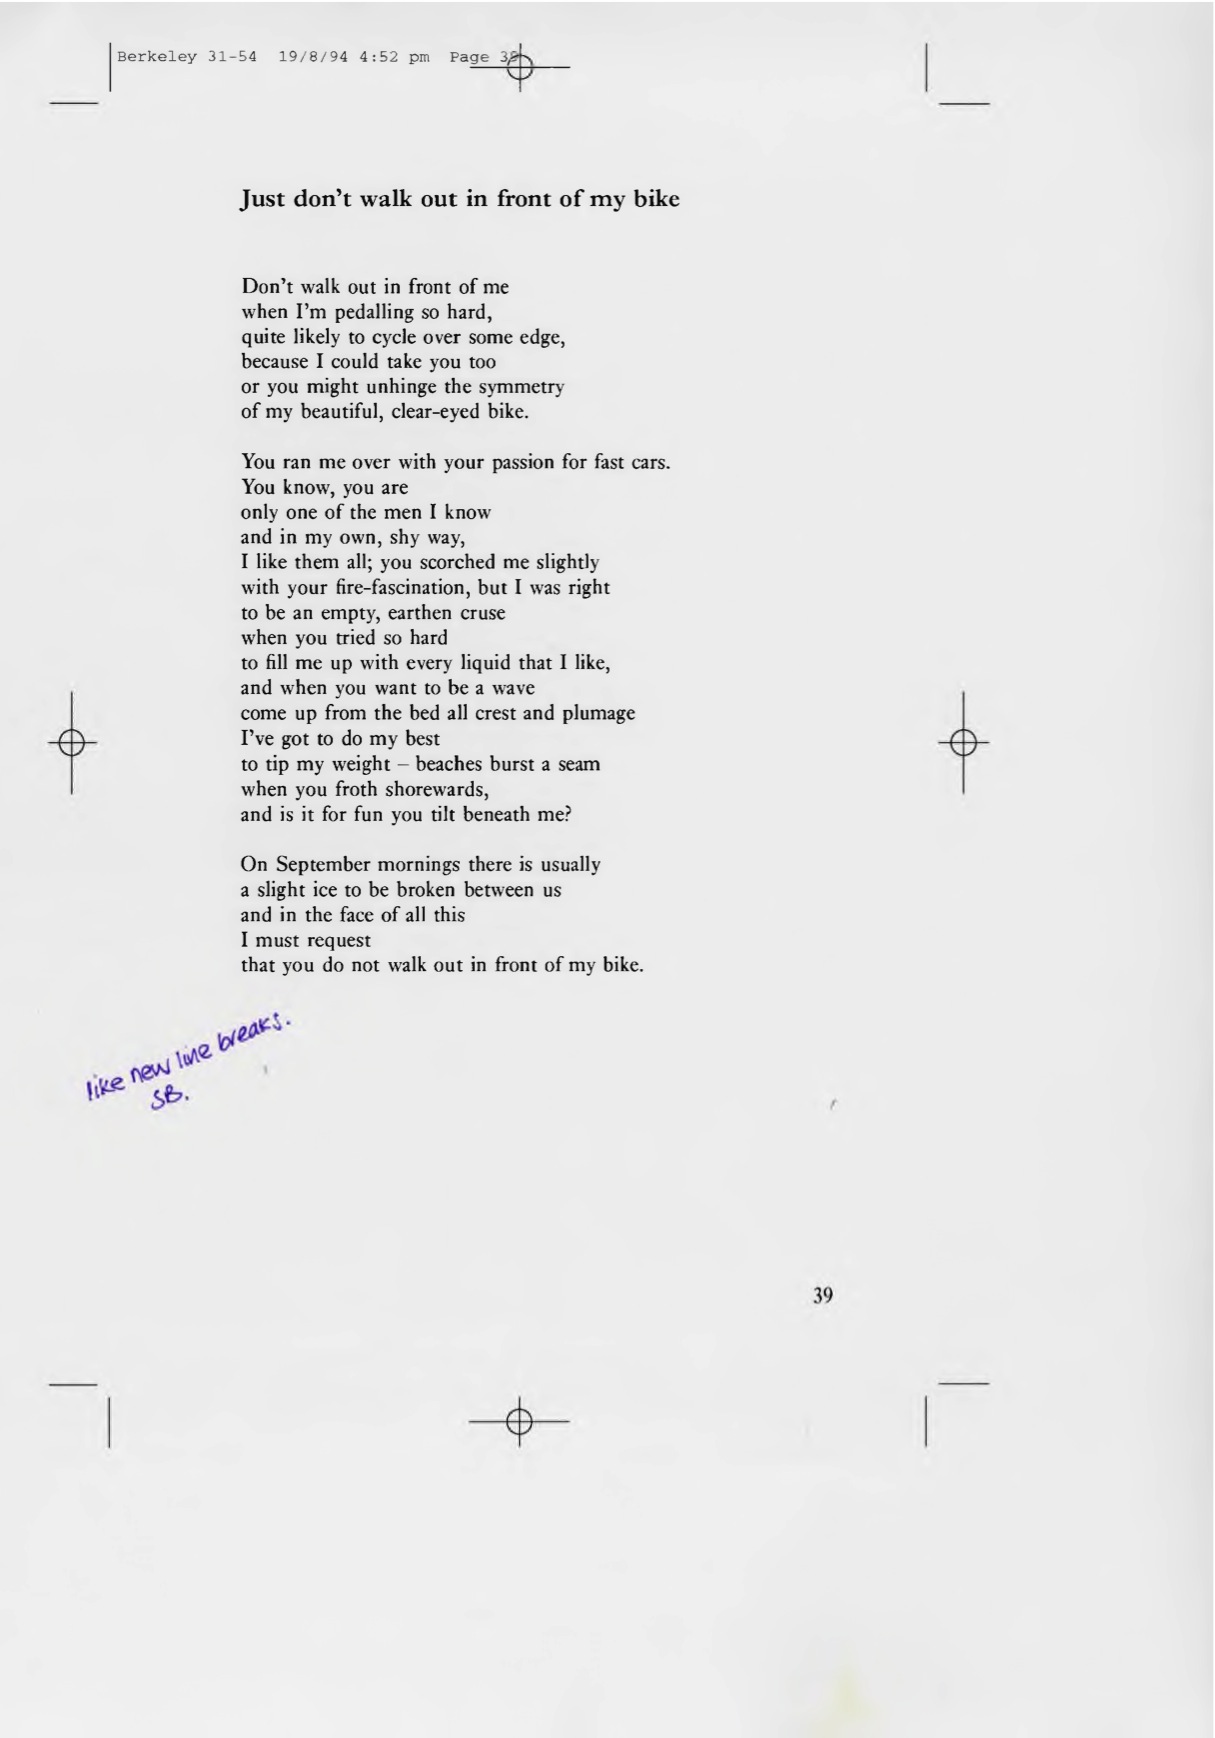 Berkeley 31-54 19/8/94 4:52 pm Page 39
Just don't walk out in front of my bike
Don't walk out in front of me
when I'm pedalling so hard,
quite likely to cycle over some edge,
because I could take you too
or you might unhinge the symmetry
of my beautiful, clear-eyed bike.
You ran me over with your passion for fast cars.
You know, you are
only one of the men I know
and in my own, shy way,
I like them all; you scorched me slightly
with your fire-fascination, but I was right
to be an empty, earthen cruse
when you tried so hard
to fill me up with every liquid that I like,
and when you want to be a wave
come up from the bed all crest and plumage
I've got to do my best
to tip my weight – beaches burst a seam
when you froth shorewards,
and is it for fun you tilt beneath me?
On September mornings there is usually
a slight ice to be broken between us
and in the face of all this
I must request
that you do not walk out in front of my bike.
like new line breaks.
SB.
39